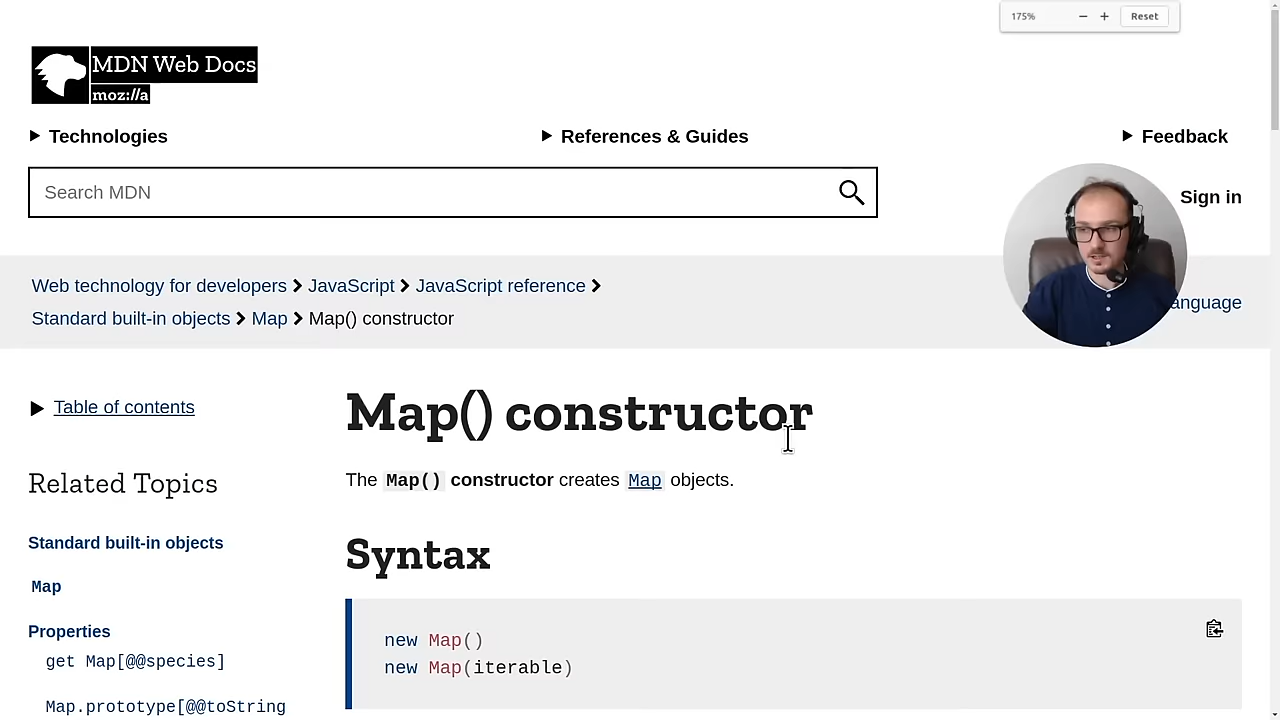 175%
Reset
MDN Web Docs
moz://a
Technologies
References & Guides
Feedback
Search MDN
Sign in
Web technology for developers JavaScript JavaScript reference
Standard built-in objects Map Map() constructor
Table of contents
Map() constructor
Related Topics
The Map() constructor creates Map objects.
Standard built-in objects
Syntax
Map
Properties
new Map()
get Map[@@species]
new Map(iterable)
Map.prototype[@@toString